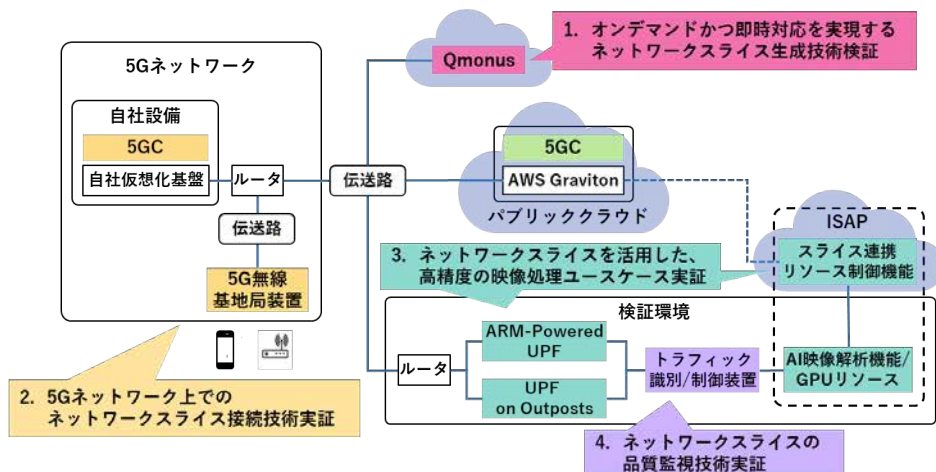 1. オンデマンドかつ即時対応を実現する
ネットワークスライス生成技術検証
Qmonus
5Gネットワーク
自社設備
5GC
自社仮想化基盤
ルータ
伝送路
5G無線
基地局装置
伝送路
5GC
AWS Graviton
パブリッククラウド
ISAP
スライス連携
リソース制御機能
3. ネットワークスライスを活用した、
高精度の映像処理ユースケース実証
検証環境
ARM-Powered
UPF
ルータ
UPF
on Outposts
トラフィック
識別/制御装置
AI映像解析機能/
GPUリソース
2. 5Gネットワーク上での
ネットワークスライス接続技術実証
4. ネットワークスライスの
品質監視技術実証